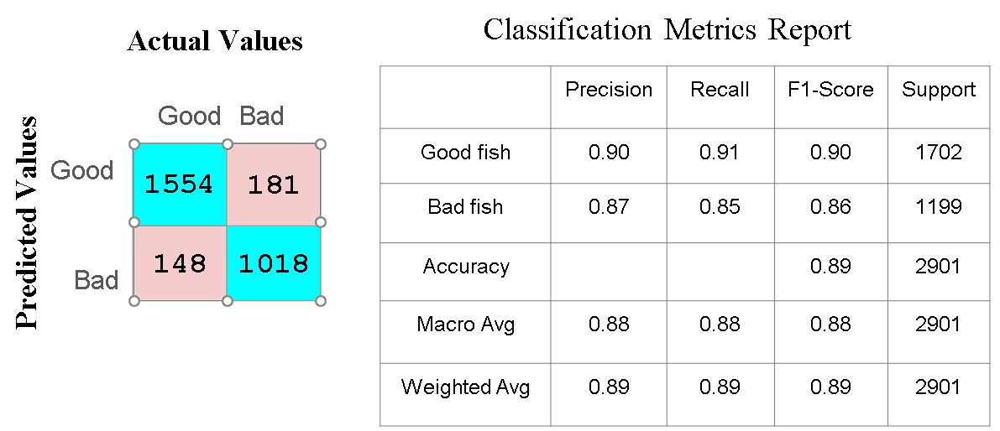 Actual Values
Predicted Values
Good Bad
Good 1554 181
Bad 148 1018
Classification Metrics Report
Precision Recall F1-Score Support
Good fish 0.90 0.91 0.90 1702
Bad fish 0.87 0.85 0.86 1199
Accuracy 0.89 2901
Macro Avg 0.88 0.88 0.88 2901
Weighted Avg 0.89 0.89 0.89 2901